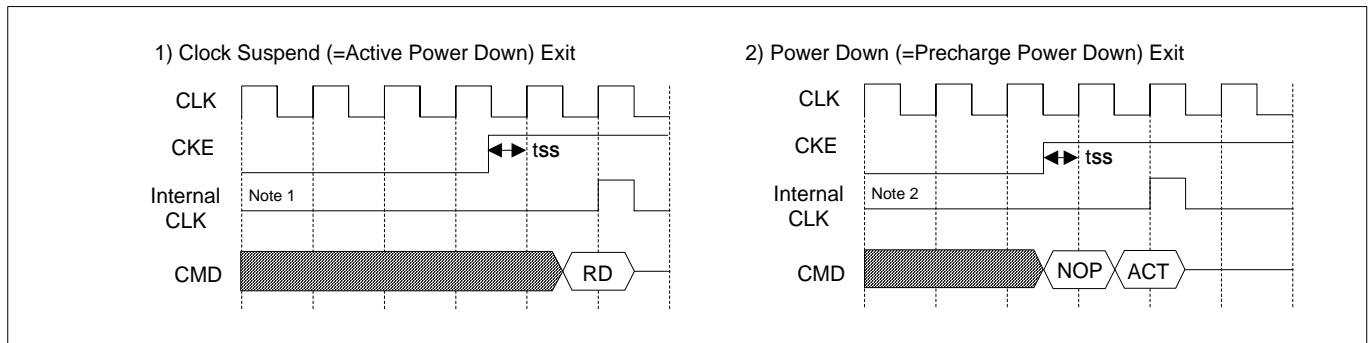 1) Clock Suspend (=Active Power Down) Exit
CLK
CKE
tss
Internal
CLK
Note 1
CMD
RD
2) Power Down (=Precharge Power Down) Exit
CLK
CKE
tss
Internal
CLK
Note 2
CMD
NOP
ACT